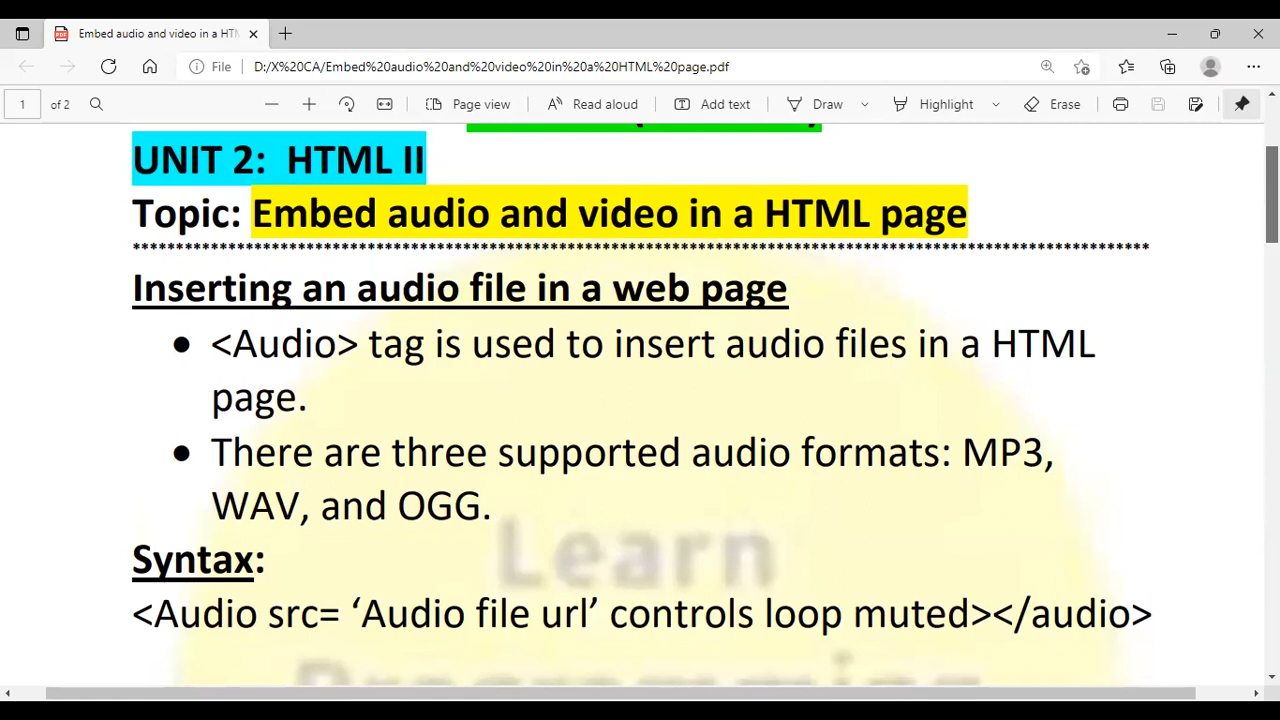 Embed audio and video in a HTM
File
D:/X%20CA/Embed%20audio%20and%20video%20in%20a%20HTML%20page.pdf
1 of 2
Page view
Read aloud
Add text
Draw
Highlight
Erase
UNIT 2: HTML II
Topic: Embed audio and video in a HTML page
Inserting an audio file in a web page
• <Audio> tag is used to insert audio files in a HTML
page.
• There are three supported audio formats: MP3,
WAV, and OGG.
Learn
Syntax:
<Audio src= ‘Audio file url’ controls loop muted></audio>